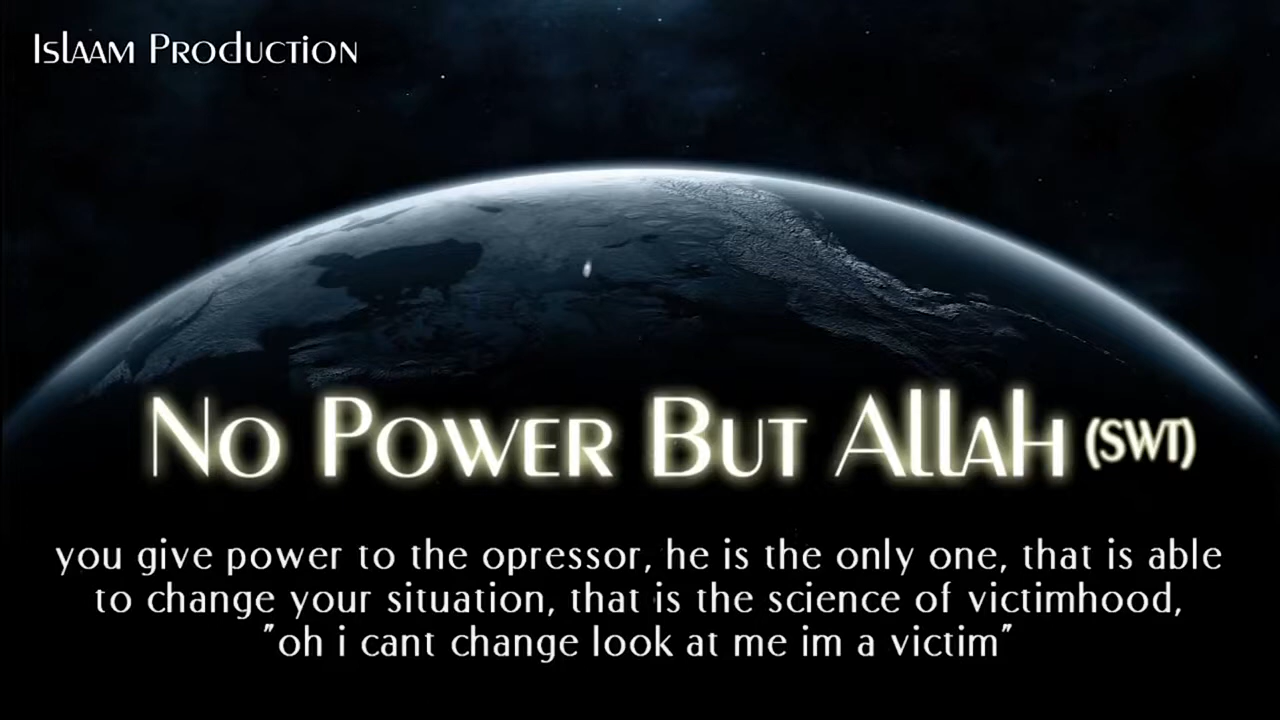 Islaam Production
No Power But Allah (SWT)
you give power to the opressor, he is the only one, that is able
to change your situation, that is the science of victimhood,
"oh i cant change look at me im a victim"